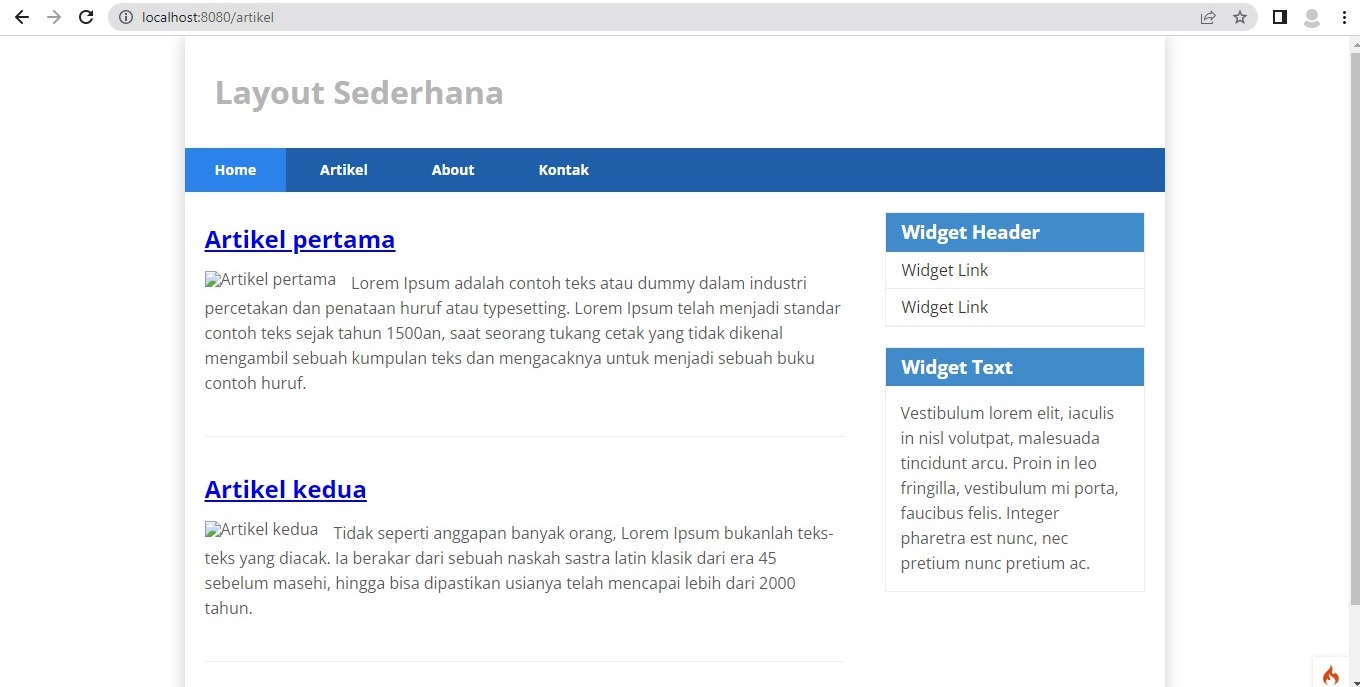 localhost:8080/artikel
Layout Sederhana
Home Artikel About Kontak
Artikel pertama
Artikel pertama Lorem Ipsum adalah contoh teks atau dummy dalam industri
percetakan dan penataan huruf atau typesetting. Lorem Ipsum telah menjadi standar
contoh teks sejak tahun 1500an, saat seorang tukang cetak yang tidak dikenal
mengambil sebuah kumpulan teks dan mengacaknya untuk menjadi sebuah buku
contoh huruf.
Artikel kedua
Artikel kedua Tidak seperti anggapan banyak orang, Lorem Ipsum bukanlah teks-
teks yang diacak. Ia berakar dari sebuah naskah sastra latin klasik dari era 45
sebelum masehi, hingga bisa dipastikan usianya telah mencapai lebih dari 2000
tahun.
Widget Header
Widget Link
Widget Link
Widget Text
Vestibulum lorem elit, iaculis
in nisl volutpat, malesuada
tincidunt arcu. Proin in leo
fringilla, vestibulum mi porta,
faucibus felis. Integer
pharetra est nunc, nec
pretium nunc pretium ac.